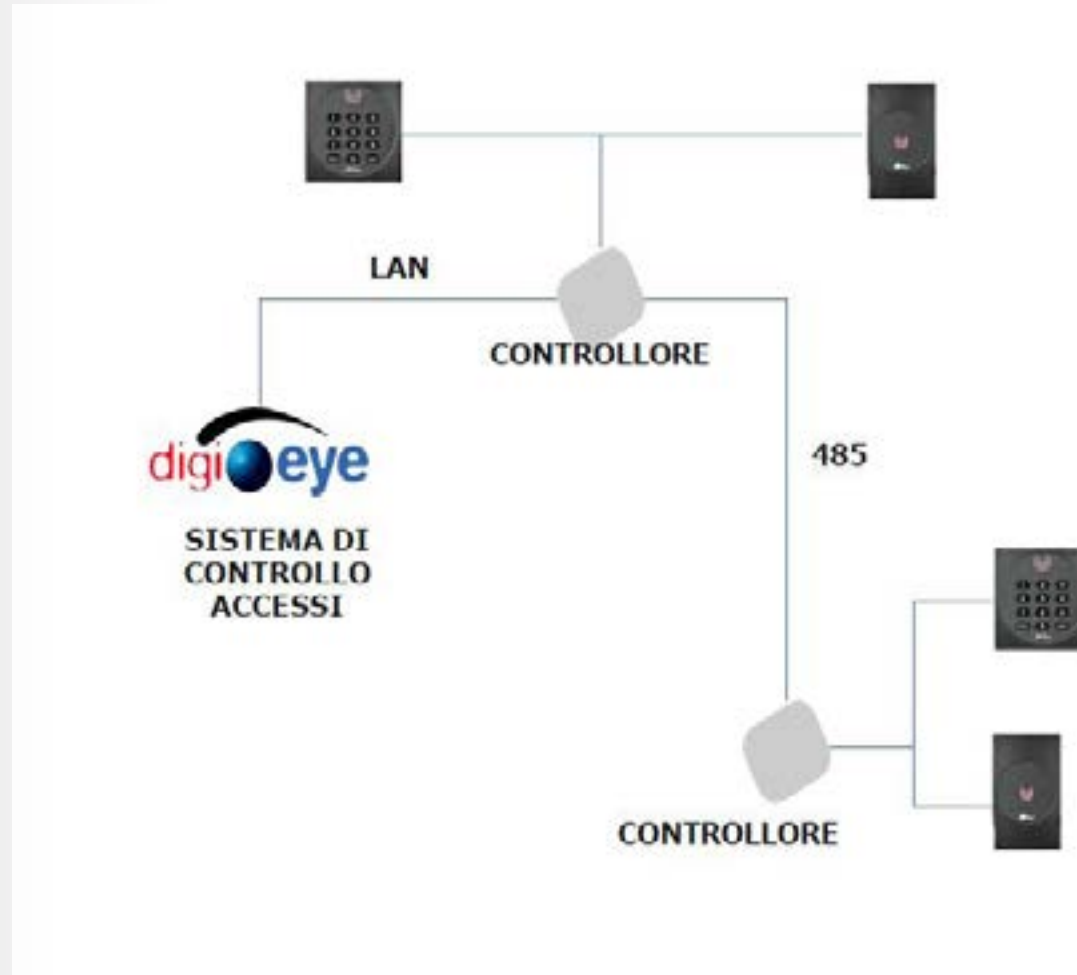 LAN
CONTROLLORE
digieye
485
SISTEMA DI
CONTROLLO
ACCESSI
CONTROLLORE